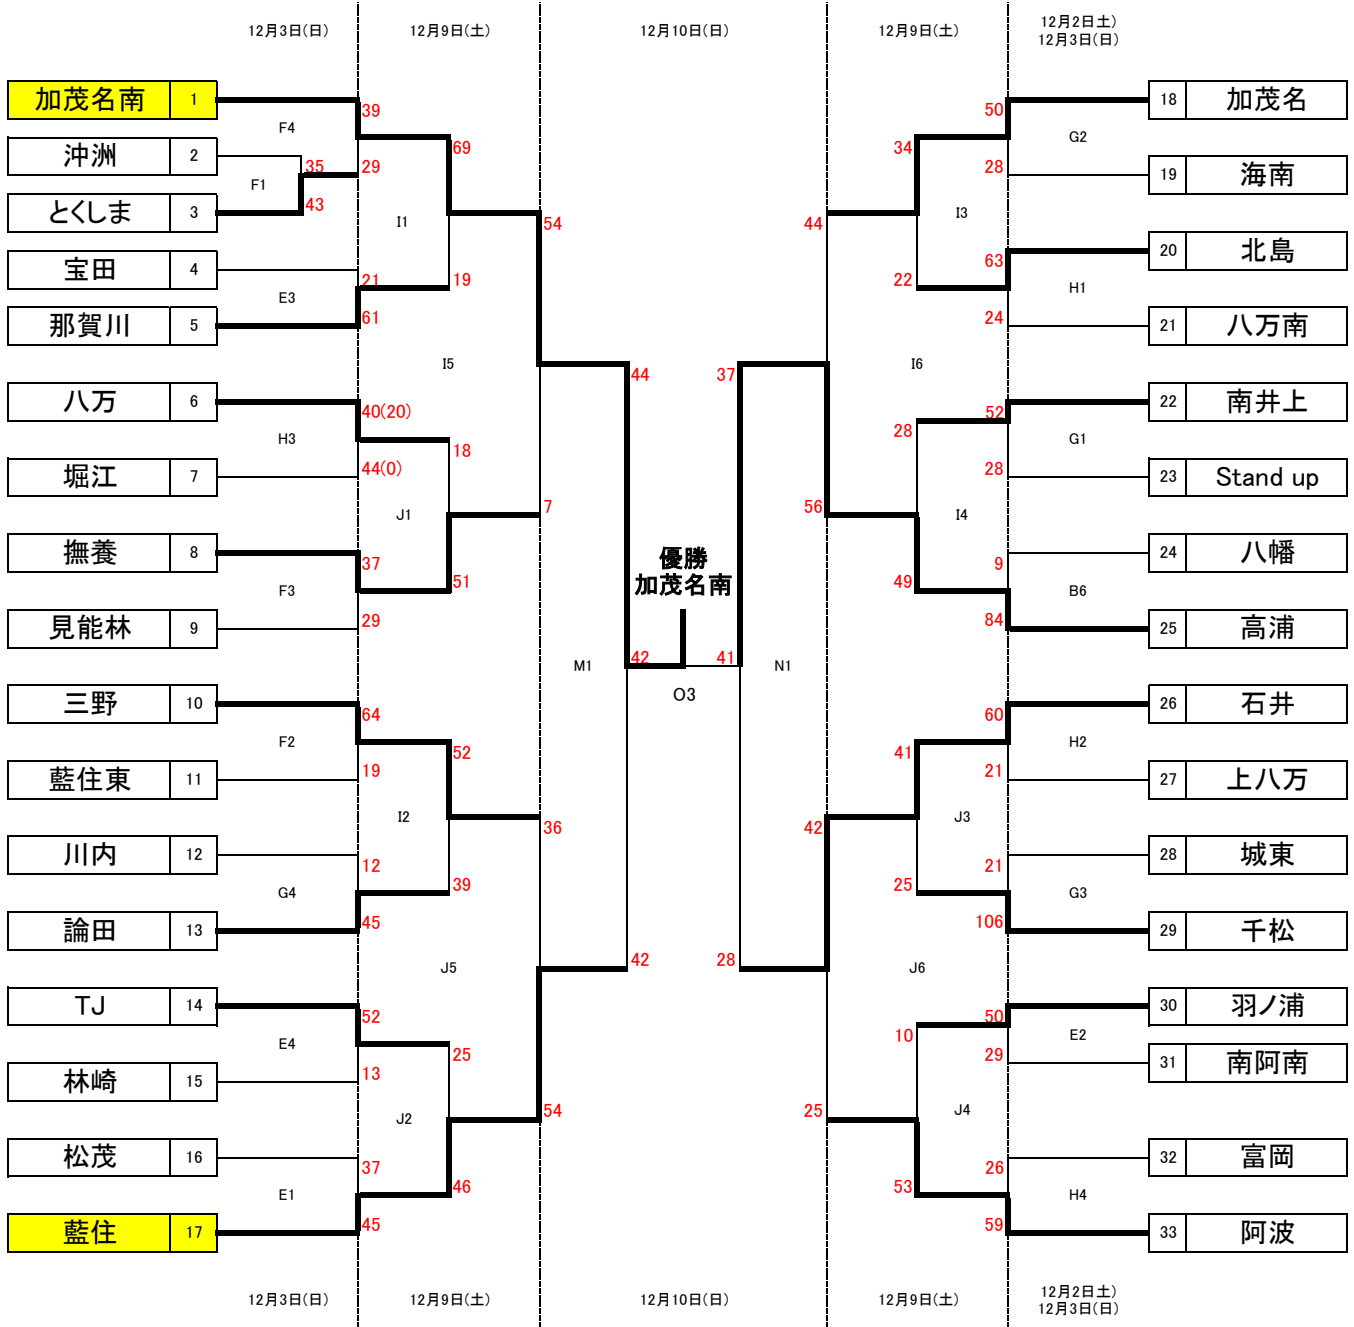 12月3日(日) 12月9日(土) 12月10日(日) 12月9日(土) 12月2日土)
12月3日(日)
加茂名南 1 39 50 18 加茂名
F4 G2
沖洲 2 69 34
35 29 28 19 海南
F1
とくしま 3 43
I1 54 44 I3
宝田 4 63 20 北島
21 19 22
E3 H1
那賀川 5 61 24 21 八万南
I5 I6
44 37
八万 6 40(20) 52 22 南井上
H3 28 G1
18
堀江 7 44(0) 28 23 Stand up
7 56
J1 I4
撫養 8 37 9 24 八幡
優勝
51 49 加茂名南
F3 B6
見能林 9 29 84 25 高浦
M1 42 41 N1
O3
三野 10 64 60 26 石井
F2 H2
52 41
藍住東 11 19 21 27 上八万
I2 36 42 J3
川内 12 12 21 28 城東
39 25
G4 G3
論田 13 45 106 29 千松
42 28
J5 J6
TJ 14 52 50 30 羽ノ浦
E4 10 E2
25 29
林崎 15 13 31 南阿南
54 25
J2 J4
松茂 16 37 26 32 富岡
46 53
E1 H4
藍住 17 45 59 33 阿波
12月3日(日) 12月9日(土) 12月10日(日) 12月9日(土) 12月2日土)
12月3日(日)